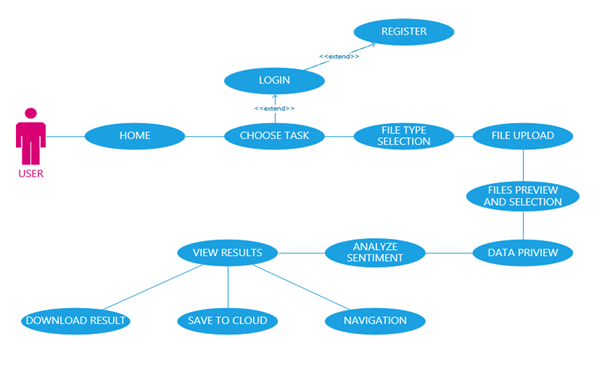 REGISTER
<<extend>>
LOGIN
<<extend>>
HOME
CHOOSE TASK
FILE TYPE
SELECTION
FILE UPLOAD
USER
FILES PREVIEW
AND SELECTION
VIEW RESULTS
ANALYZE
SENTIMENT
DATA PRIVIEW
DOWNLOAD RESULT
SAVE TO CLOUD
NAVIGATION